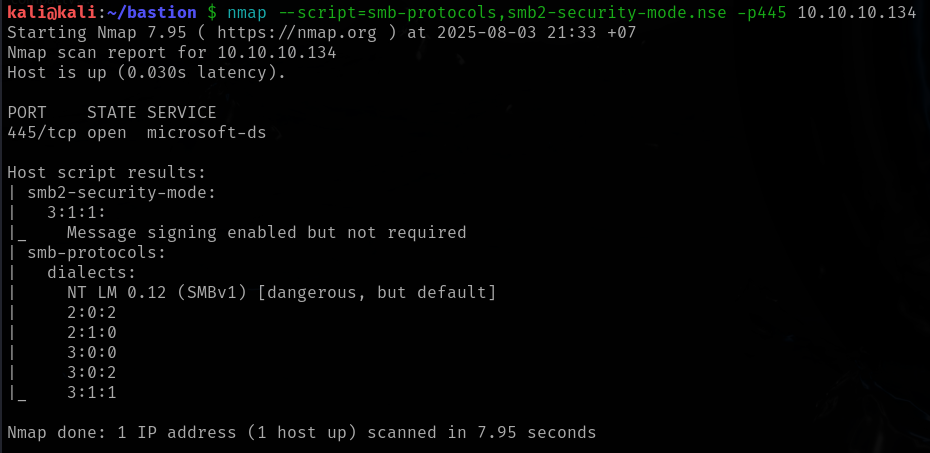 kali@kali:~/bastion $ nmap --script=smb-protocols,smb2-security-mode.nse -p445 10.10.10.134
Starting Nmap 7.95 ( https://nmap.org ) at 2025-08-03 21:33 +07
Nmap scan report for 10.10.10.134
Host is up (0.030s latency).

PORT    STATE SERVICE
445/tcp open  microsoft-ds

Host script results:
| smb2-security-mode:
|   3:1:1:
|_    Message signing enabled but not required
| smb-protocols:
|   dialects:
|     NT LM 0.12 (SMBv1) [dangerous, but default]
|     2:0:2
|     2:1:0
|     3:0:0
|     3:0:2
|_    3:1:1

Nmap done: 1 IP address (1 host up) scanned in 7.95 seconds